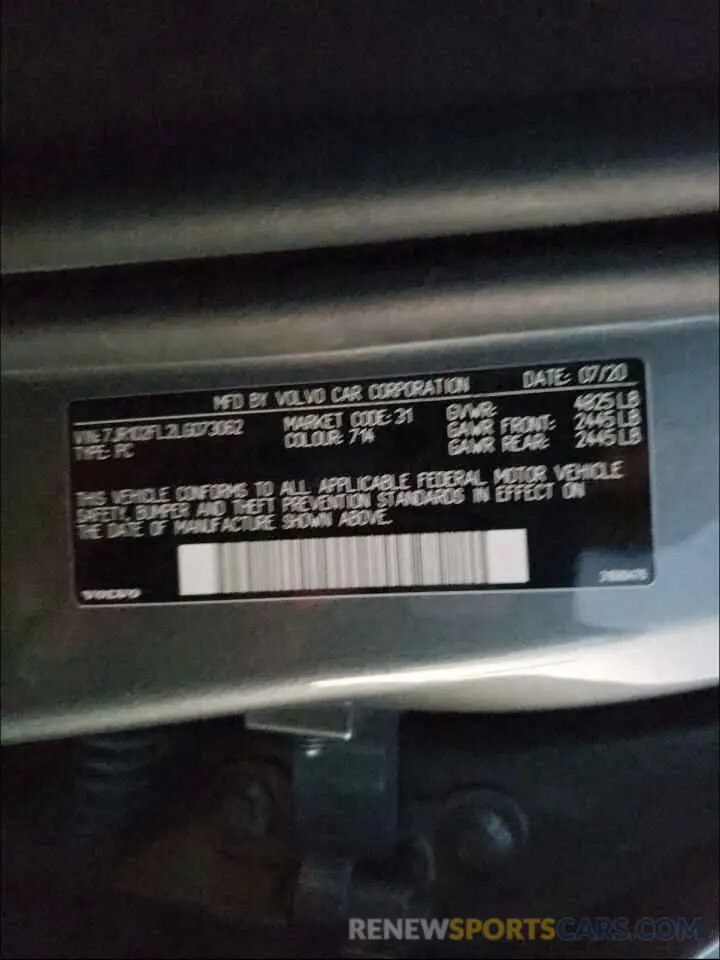 MFD BY VOLVO CAR CORPORATION DATE: 07/20
VIN: 7JR102FL2LG073062 MARKET CODE: 31 GVWR: 4825 LB
TYPE: PC COLOUR: 714 GAWR FRONT: 2445 LB
GAWR REAR: 2445 LB
THIS VEHICLE CONFORMS TO ALL APPLICABLE FEDERAL MOTOR VEHICLE
SAFETY, BUMPER AND THEFT PREVENTION STANDARDS IN EFFECT ON
THE DATE OF MANUFACTURE SHOWN ABOVE.
VOLVO
RENEWSPORTSCARS.COM